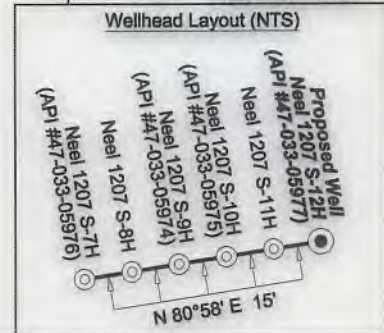 Wellhead Layout (NTS)
Neel 1207 S-7H
(API #47-033-05976)
Neel 1207 S-8H
Neel 1207 S-9H
(API #47-033-05974)
Neel 1207 S-10H
(API #47-033-05975)
Neel 1207 S-11H
Proposed Well
Neel 1207 S-12H
(API #47-033-05977)
N 80°58' E 15'